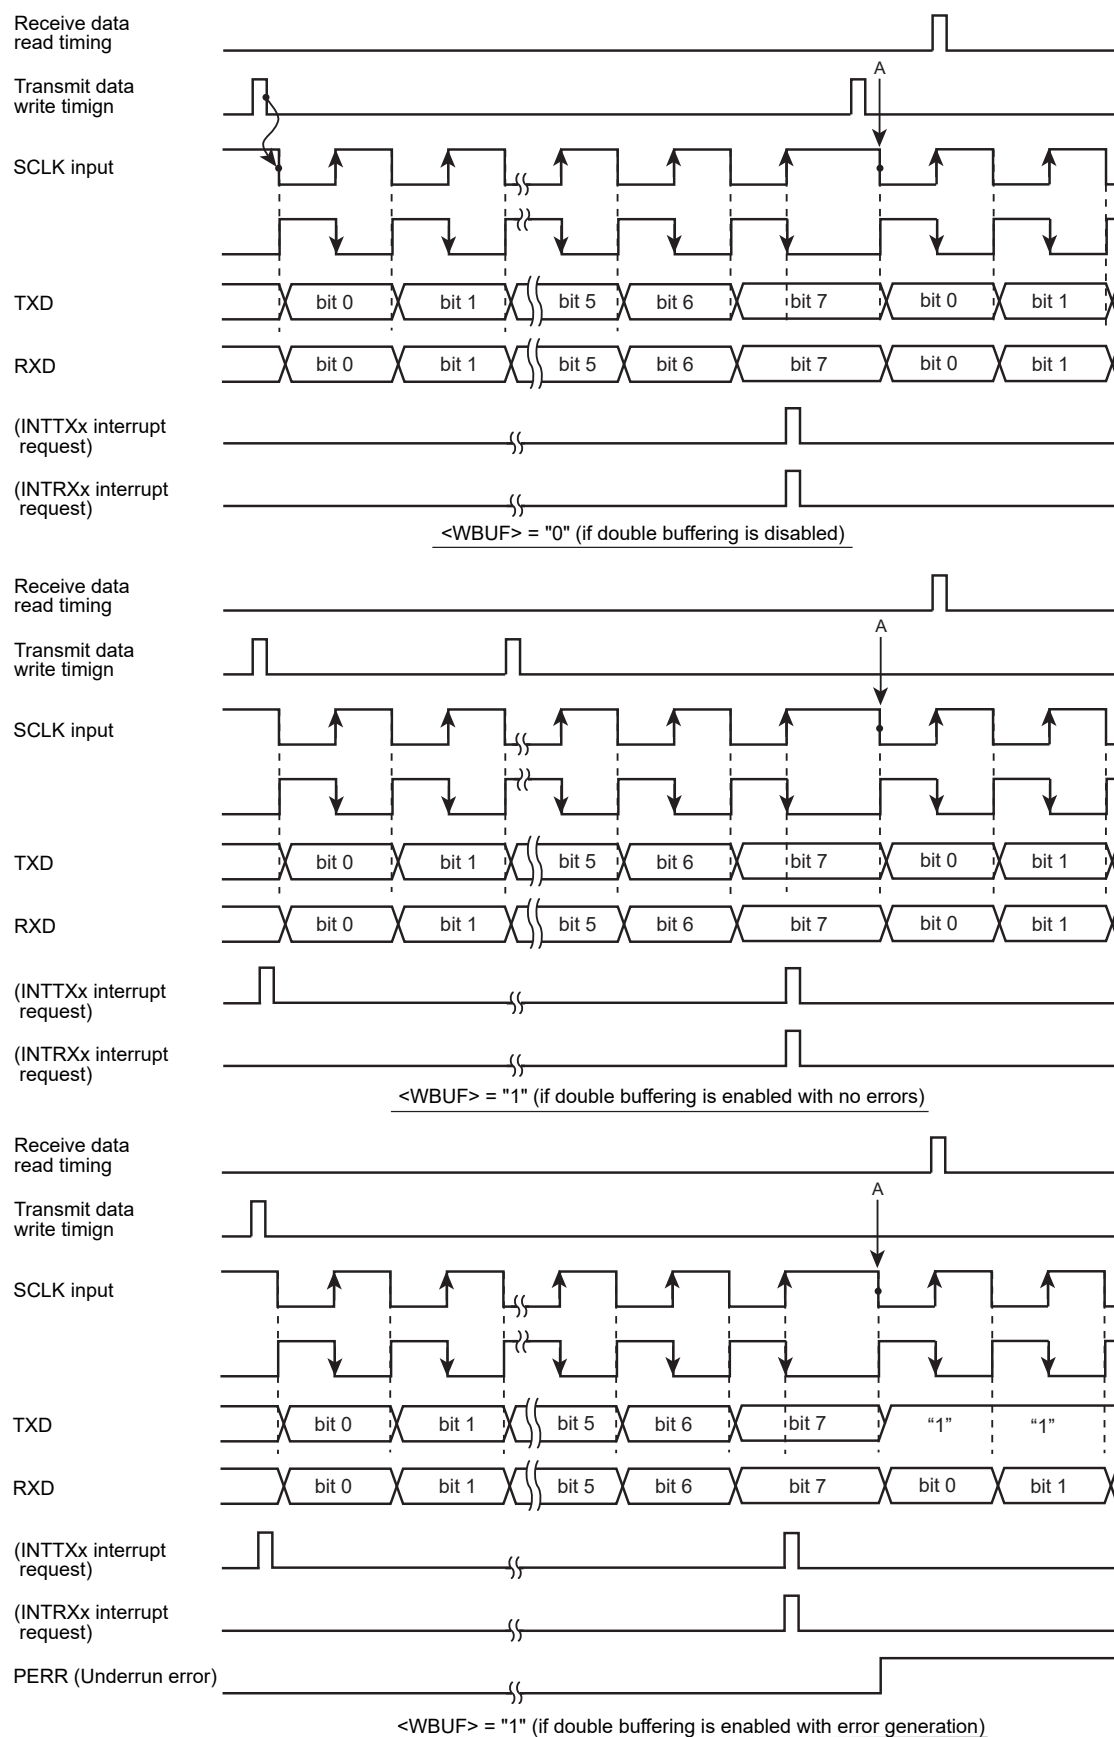 Receive data
read timing
Transmit data
write timign
A
SCLK input
TXD
bit 0 bit 1 bit 5 bit 6 bit 7 bit 0 bit 1
RXD
bit 0 bit 1 bit 5 bit 6 bit 7 bit 0 bit 1
(INTTXx interrupt
request)
(INTRXx interrupt
request)
<WBUF> = "0" (if double buffering is disabled)
Receive data
read timing
Transmit data
write timign
A
SCLK input
TXD
bit 0 bit 1 bit 5 bit 6 bit 7 bit 0 bit 1
RXD
bit 0 bit 1 bit 5 bit 6 bit 7 bit 0 bit 1
(INTTXx interrupt
request)
(INTRXx interrupt
request)
<WBUF> = "1" (if double buffering is enabled with no errors)
Receive data
read timing
Transmit data
write timign
A
SCLK input
TXD
bit 0 bit 1 bit 5 bit 6 bit 7 “1” “1”
RXD
bit 0 bit 1 bit 5 bit 6 bit 7 bit 0 bit 1
(INTTXx interrupt
request)
(INTRXx interrupt
request)
PERR (Underrun error)
<WBUF> = "1" (if double buffering is enabled with error generation)